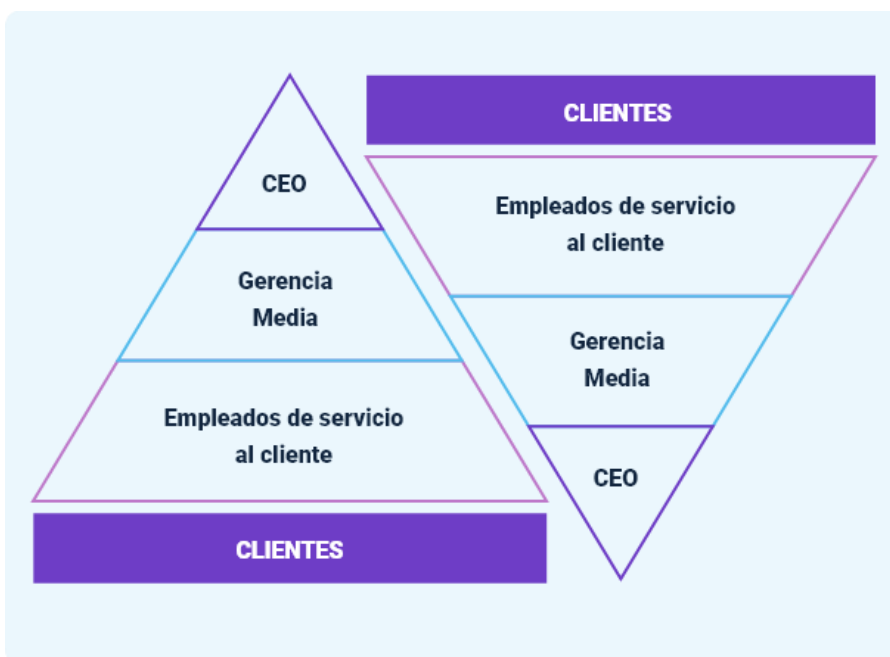 CEO
Gerencia
Media
Empleados de servicio
al cliente
CLIENTES
CLIENTES
Empleados de servicio
al cliente
Gerencia
Media
CEO